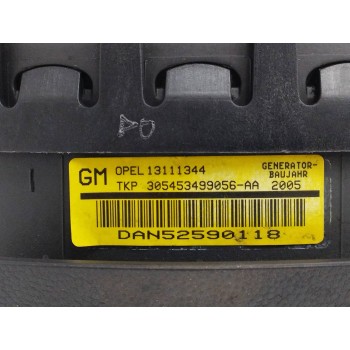 GM OPEL 13111344 GENERATOR-
BAUJAHR
TKP 305453499056-AA 2005
DAN52590118